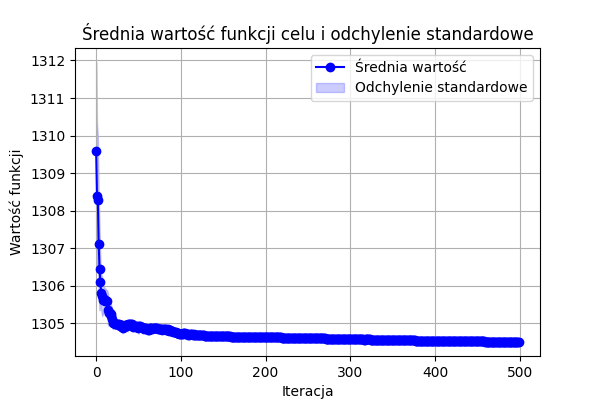 Średnia wartość funkcji celu i odchylenie standardowe
Średnia wartość
Odchylenie standardowe
Wartość funkcji
1312
1311
1310
1309
1308
1307
1306
1305
0 100 200 300 400 500
Iteracja